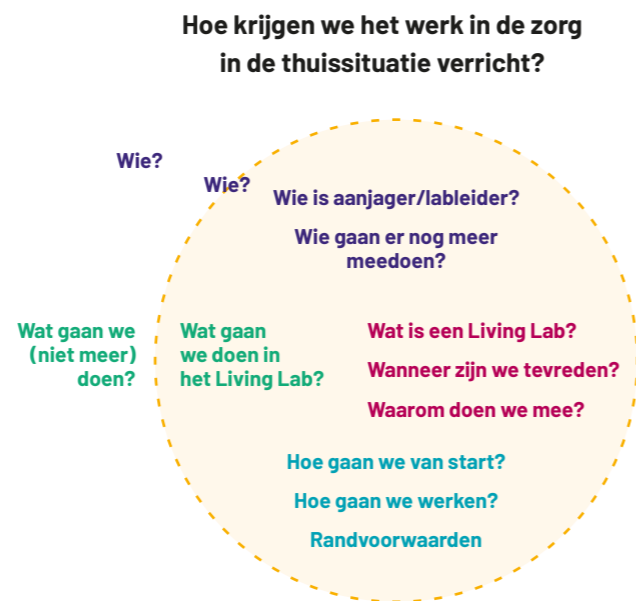 Hoe krijgen we het werk in de zorg
in de thuissituatie verricht?
Wie?
Wie?
Wie is aanjager/lableider?
Wie gaan er nog meer
meedoen?
Wat gaan we
(niet meer)
doen?
Wat gaan
we doen in
het Living Lab?
Wat is een Living Lab?
Wanneer zijn we tevreden?
Waarom doen we mee?
Hoe gaan we van start?
Hoe gaan we werken?
Randvoorwaarden